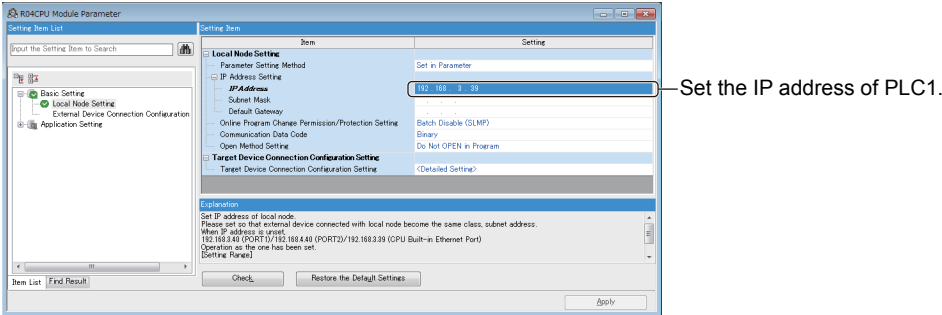 R04CPU Module Parameter
Setting Item List
Setting Item
Input the Setting Item to Search
Item Setting
Local Node Setting
Parameter Setting Method Set in Parameter
IP Address Setting
IP Address 192 . 168 . 3 . 39
Subnet Mask . . .
Default Gateway . . .
Online Program Change Permission/Protection Setting Batch Disable (SLMP)
Communication Data Code Binary
Open Method Setting Do Not OPEN in Program
Target Device Connection Configuration Setting
Target Device Connection Configuration Setting <Detailed Setting>
Set the IP address of PLC1.
Basic Setting
Local Node Setting
External Device Connection Configuration
Application Setting
Explanation
Set IP address of local node.
Please set so that external device connected with local node become the same class, subnet address.
When IP address is unset,
192.168.3.40 (PORT1)/192.168.4.40 (PORT2)/192.168.3.39 (CPU Built-in Ethernet Port)
Operation as the one has been set.
[Setting Range]
Item List Find Result
Check Restore the Default Settings
Apply